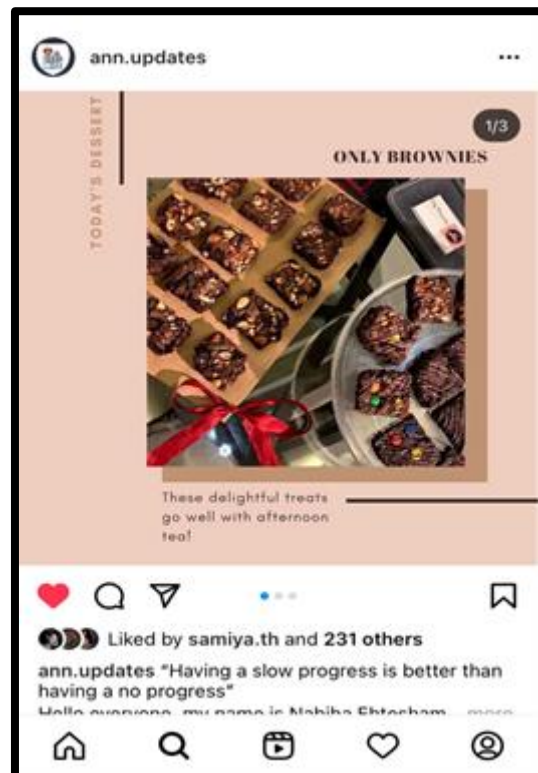 ann.updates
1/3
TODAY'S DESSERT
ONLY BROWNIES
These delightful treats
go well with afternoon
tea!
Liked by samiya.th and 231 others
ann.updates "Having a slow progress is better than
having a no progress"
Hello everyone, my name is Nabiha Ehtesham... more